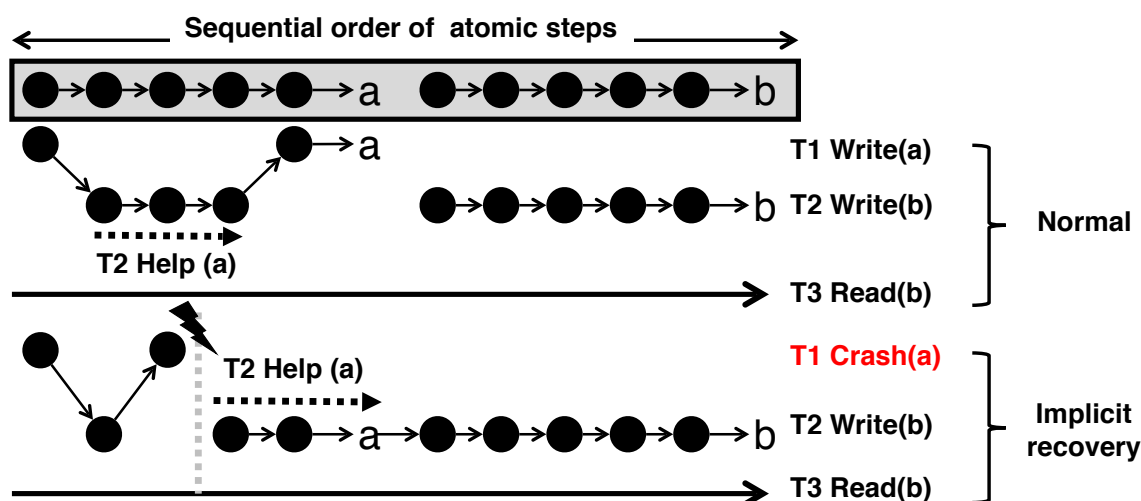 Sequential order of atomic steps
a b
a T1 Write(a)
b T2 Write(b)
Normal
T2 Help (a)
T3 Read(b)
T1 Crash(a)
T2 Help (a)
a b T2 Write(b)
Implicit
recovery
T3 Read(b)